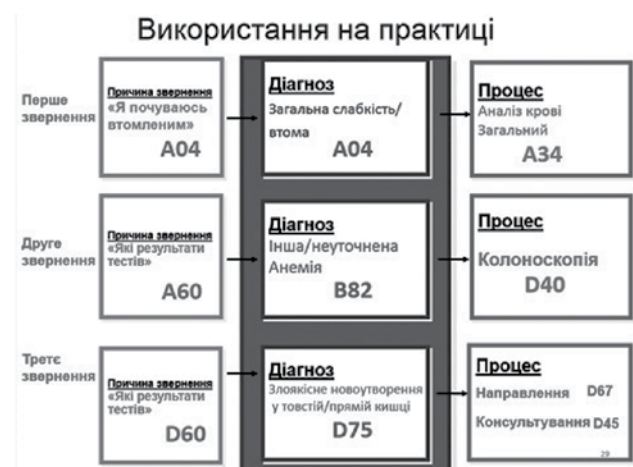 Використання на практиці
Перше
звернення
Причина звернення
«Я почуваюсь
втомленим»
A04
Діагноз
Загальна слабкість/
втома
A04
Процес
Аналіз крові
Загальний
A34
Друге
звернення
Причина звернення
«Які результати
тестів»
A60
Діагноз
Інша/неуточнена
Анемія
B82
Процес
Колоноскопія
D40
Третє
звернення
Причина звернення
«Які результати
тестів»
D60
Діагноз
Злоякісне новоутворення
у товстій/прямій кишці
D75
Процес
Направлення D67
Консультування D45
29